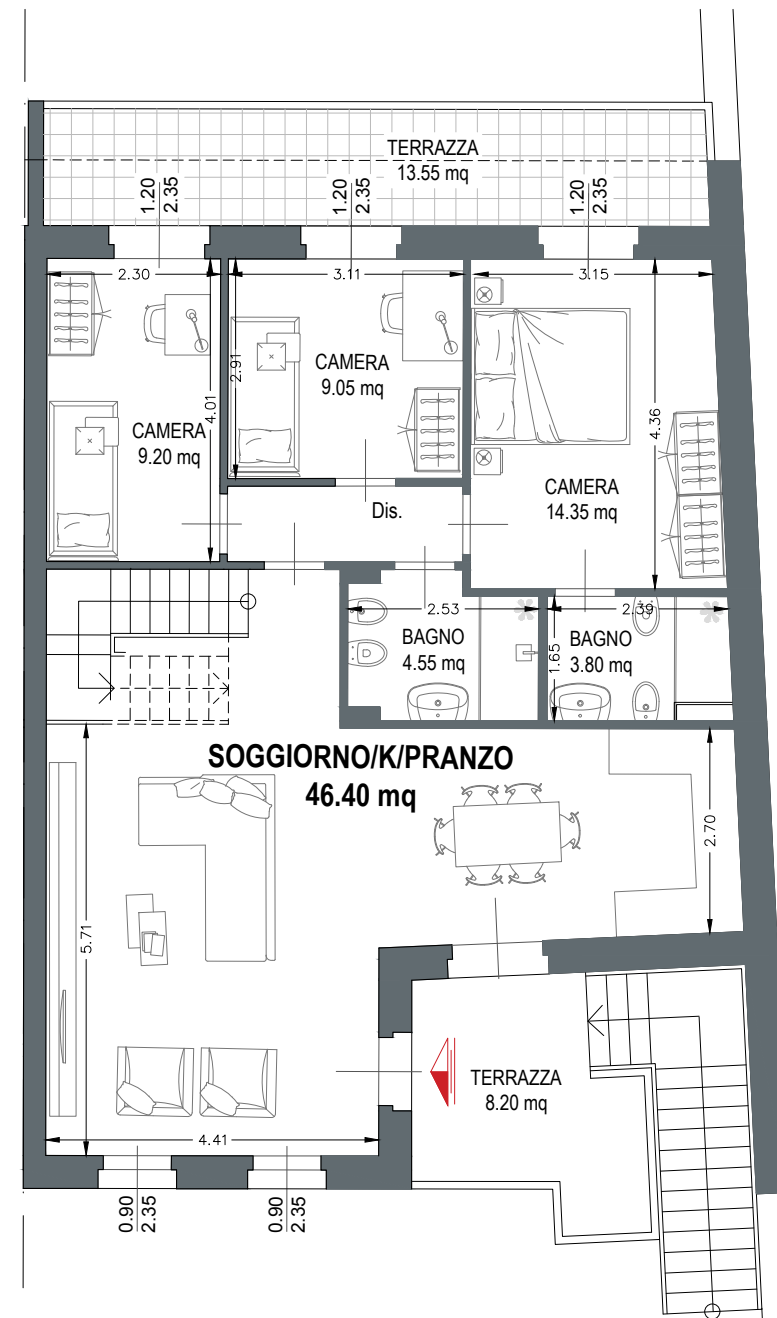 TERRAZZA
13.55 mq
1.20
2.35
1.20
2.35
1.20
2.35
2.30
3.11
3.15
4.01
2.91
4.36
CAMERA
9.20 mq
CAMERA
9.05 mq
CAMERA
14.35 mq
Dis.
2.53
BAGNO
4.55 mq
1.65
2.39
BAGNO
3.80 mq
SOGGIORNO/K/PRANZO
46.40 mq
2.70
5.71
4.41
TERRAZZA
8.20 mq
0.90
2.35
0.90
2.35